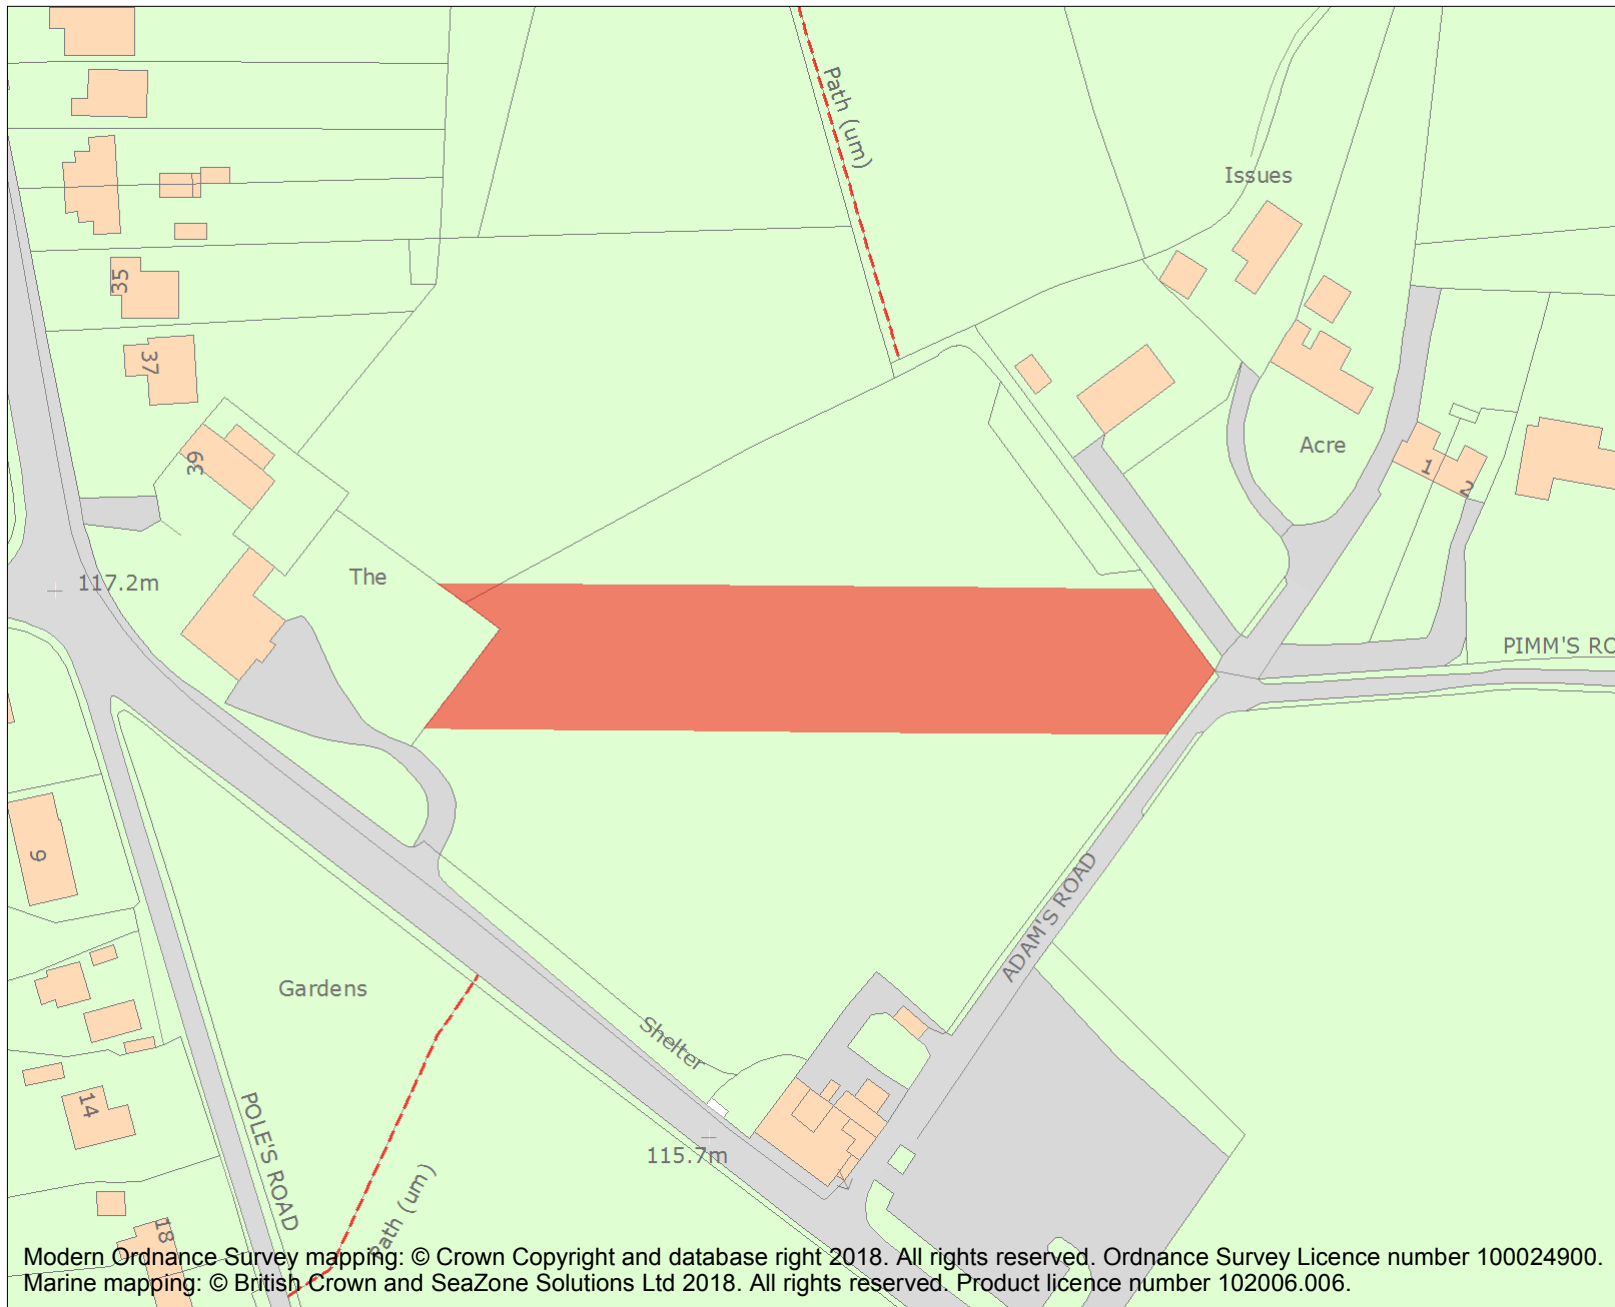 Path (um)
Issues
35
37
Acre
39
1
2
The
117.2m
PIMM'S RO
9
ADAM'S ROAD
Gardens
Shelter
14
POLE'S ROAD
115.7m
Path (um)
18
Modern Ordnance Survey mapping: © Crown Copyright and database right 2018. All rights reserved. Ordnance Survey Licence number 100024900.
Marine mapping: © British Crown and SeaZone Solutions Ltd 2018. All rights reserved. Product licence number 102006.006.